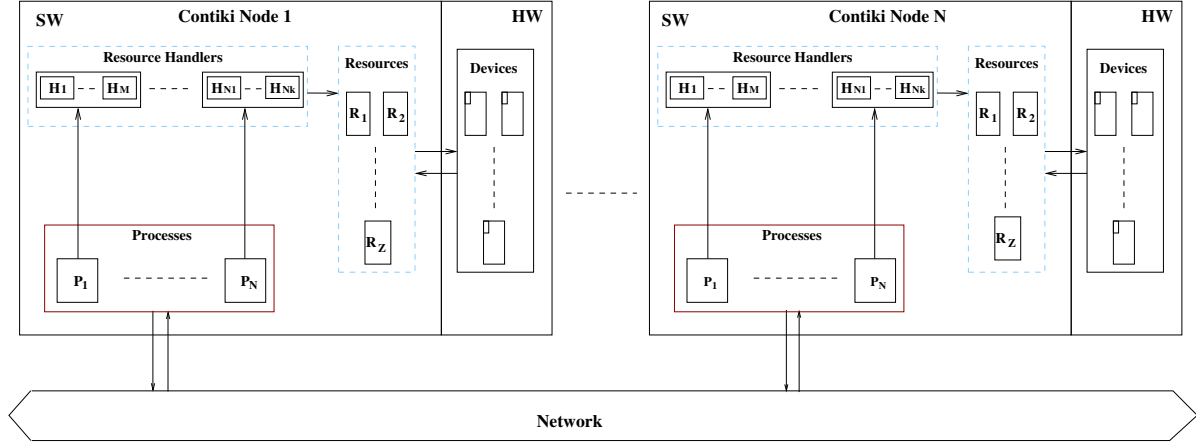 SW Contiki Node 1 HW
Resource Handlers
Resources
Devices
H1 HM HN1 HNk
R1 R2
RZ
Processes
P1 PN
SW Contiki Node N HW
Resource Handlers
Resources
Devices
H1 HM HN1 HNk
R1 R2
RZ
Processes
P1 PN
Network